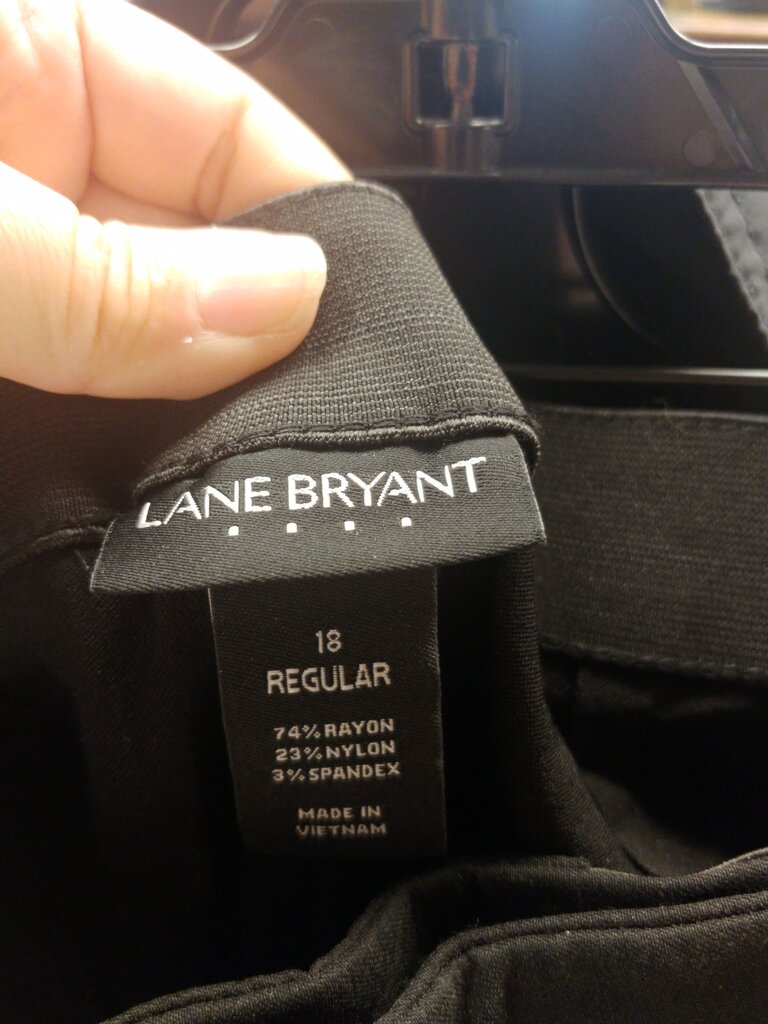 LANE BRYANT
18
REGULAR
74% RAYON
23% NYLON
3% SPANDEX
MADE IN
VIETNAM